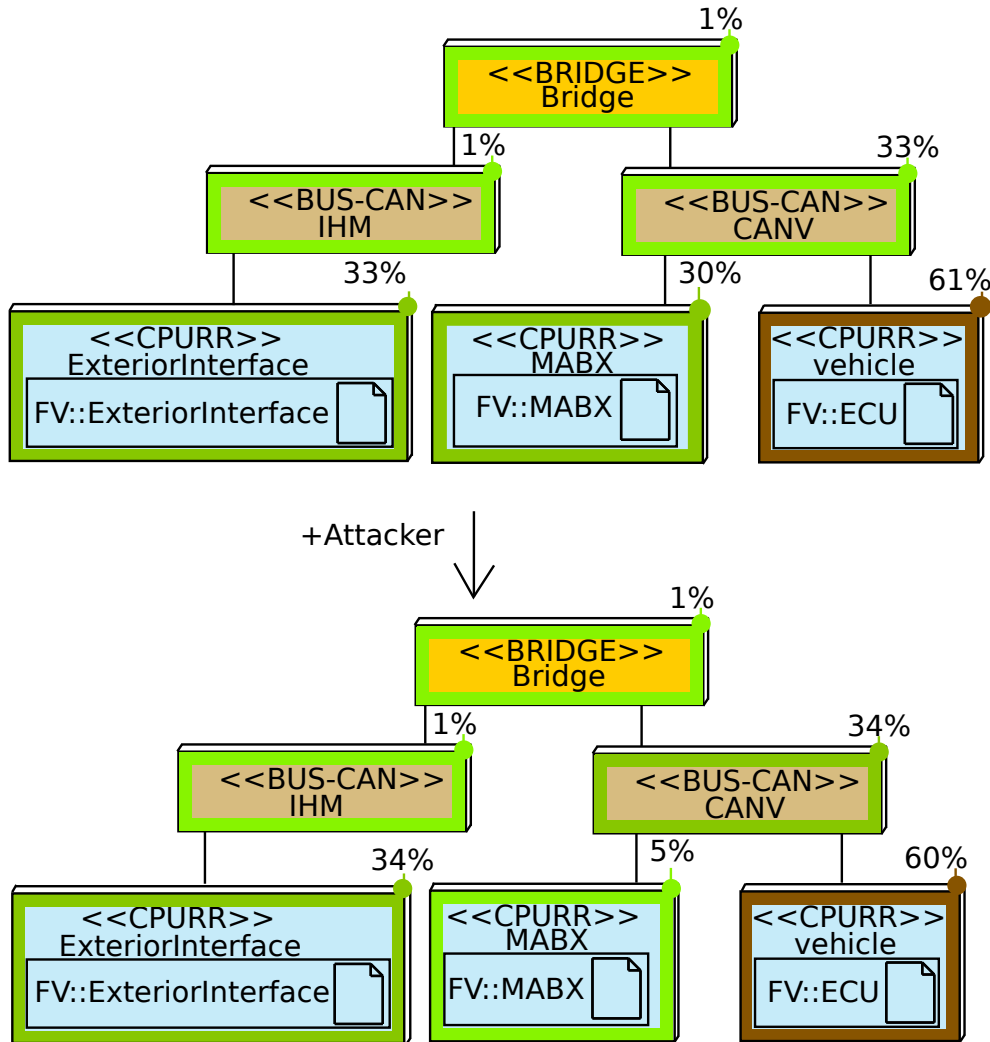 1%
<<BRIDGE>>
Bridge
1%
33%
<<BUS-CAN>>
IHM
<<BUS-CAN>>
CANV
33%
30%
61%
<<CPURR>>
ExteriorInterface
FV::ExteriorInterface
<<CPURR>>
MABX
FV::MABX
<<CPURR>>
vehicle
FV::ECU
+Attacker
1%
<<BRIDGE>>
Bridge
1%
34%
<<BUS-CAN>>
IHM
<<BUS-CAN>>
CANV
34%
5%
60%
<<CPURR>>
ExteriorInterface
FV::ExteriorInterface
<<CPURR>>
MABX
FV::MABX
<<CPURR>>
vehicle
FV::ECU